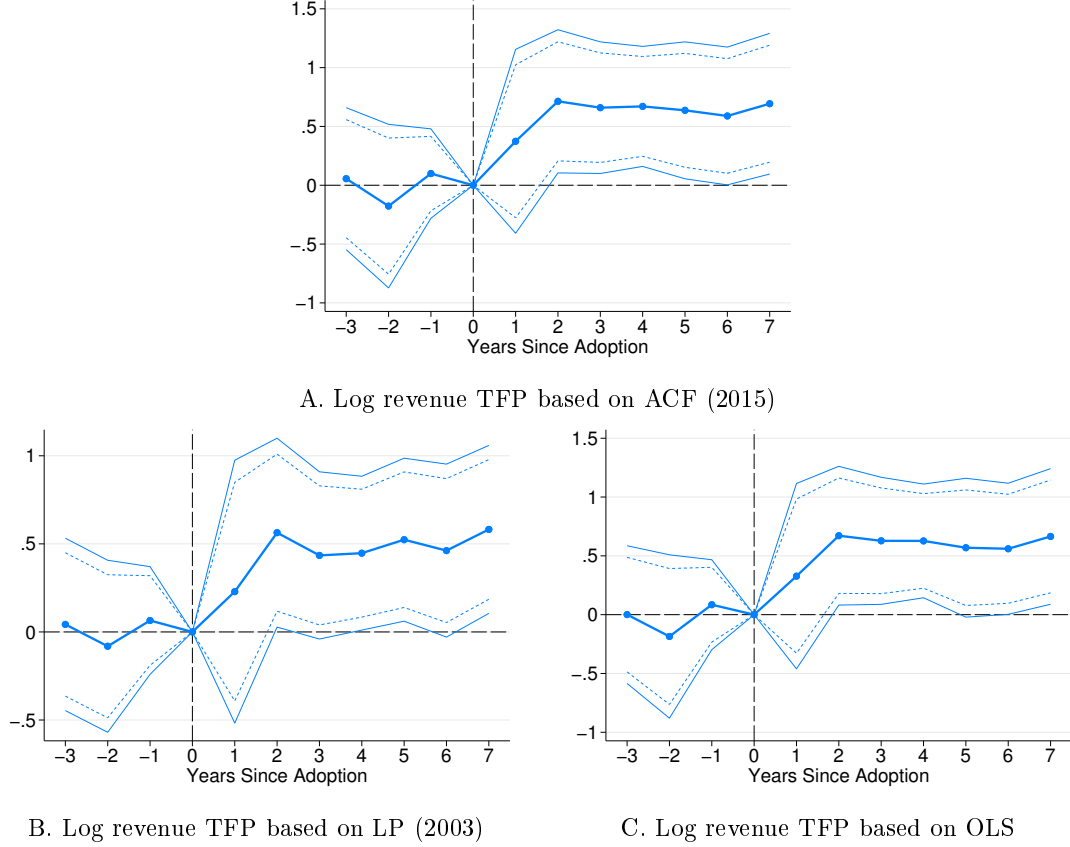 1.5
1
.5
0
−.5
−1
−3 −2 −1 0 1 2 3 4 5 6 7
Years Since Adoption
A. Log revenue TFP based on ACF (2015)
1
.5
0
−.5
−3 −2 −1 0 1 2 3 4 5 6 7
Years Since Adoption
B. Log revenue TFP based on LP (2003)
1.5
1
.5
0
−.5
−1
−3 −2 −1 0 1 2 3 4 5 6 7
Years Since Adoption
C. Log revenue TFP based on OLS